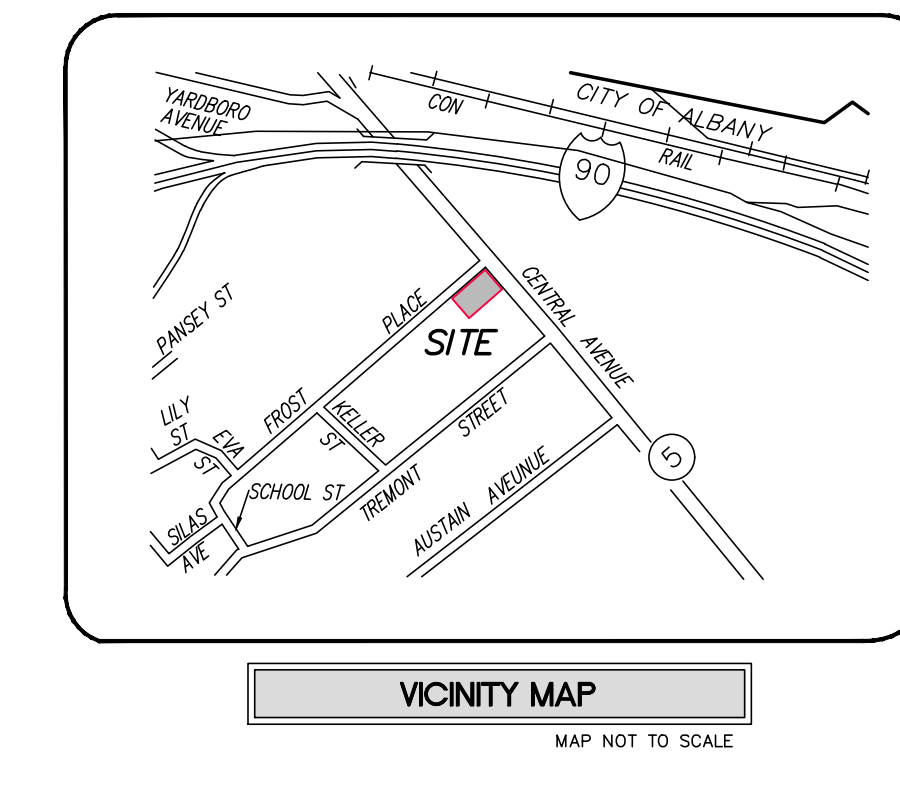 YARDBORO
AVENUE
CON
RAIL
CITY OF ALBANY
90
PANSEY ST
PLACE
CENTRAL
AVENUE
SITE
FROST
LILY
ST
EVA
ST
KELLER
ST
STREET
TREMONT
SCHOOL ST
SILAS
AVE
AUSTAIN AVEUNUE
5
VICINITY MAP
MAP NOT TO SCALE